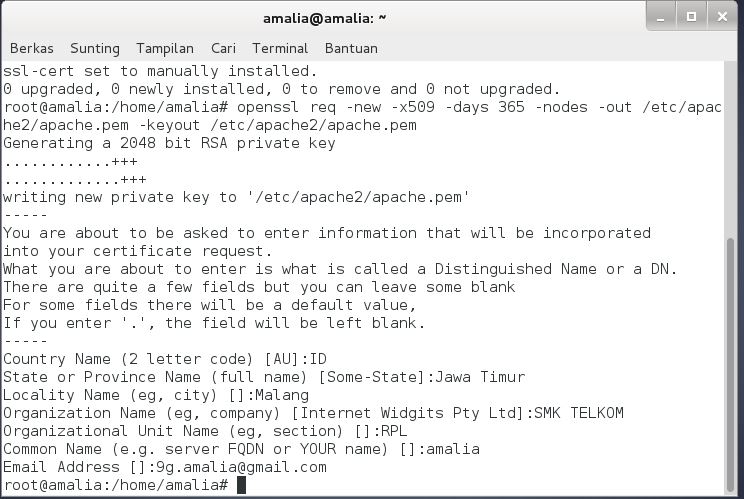 amalia@amalia: ~
Berkas Sunting Tampilan Cari Terminal Bantuan
ssl-cert set to manually installed.
0 upgraded, 0 newly installed, 0 to remove and 0 not upgraded.
root@amalia:/home/amalia# openssl req -new -x509 -days 365 -nodes -out /etc/apac
he2/apache.pem -keyout /etc/apache2/apache.pem
Generating a 2048 bit RSA private key
............+++
.............+++
writing new private key to '/etc/apache2/apache.pem'
-----
You are about to be asked to enter information that will be incorporated
into your certificate request.
What you are about to enter is what is called a Distinguished Name or a DN.
There are quite a few fields but you can leave some blank
For some fields there will be a default value,
If you enter '.', the field will be left blank.
-----
Country Name (2 letter code) [AU]:ID
State or Province Name (full name) [Some-State]:Jawa Timur
Locality Name (eg, city) []:Malang
Organization Name (eg, company) [Internet Widgits Pty Ltd]:SMK TELKOM
Organizational Unit Name (eg, section) []:RPL
Common Name (e.g. server FQDN or YOUR name) []:amalia
Email Address []:9g.amalia@gmail.com
root@amalia:/home/amalia#